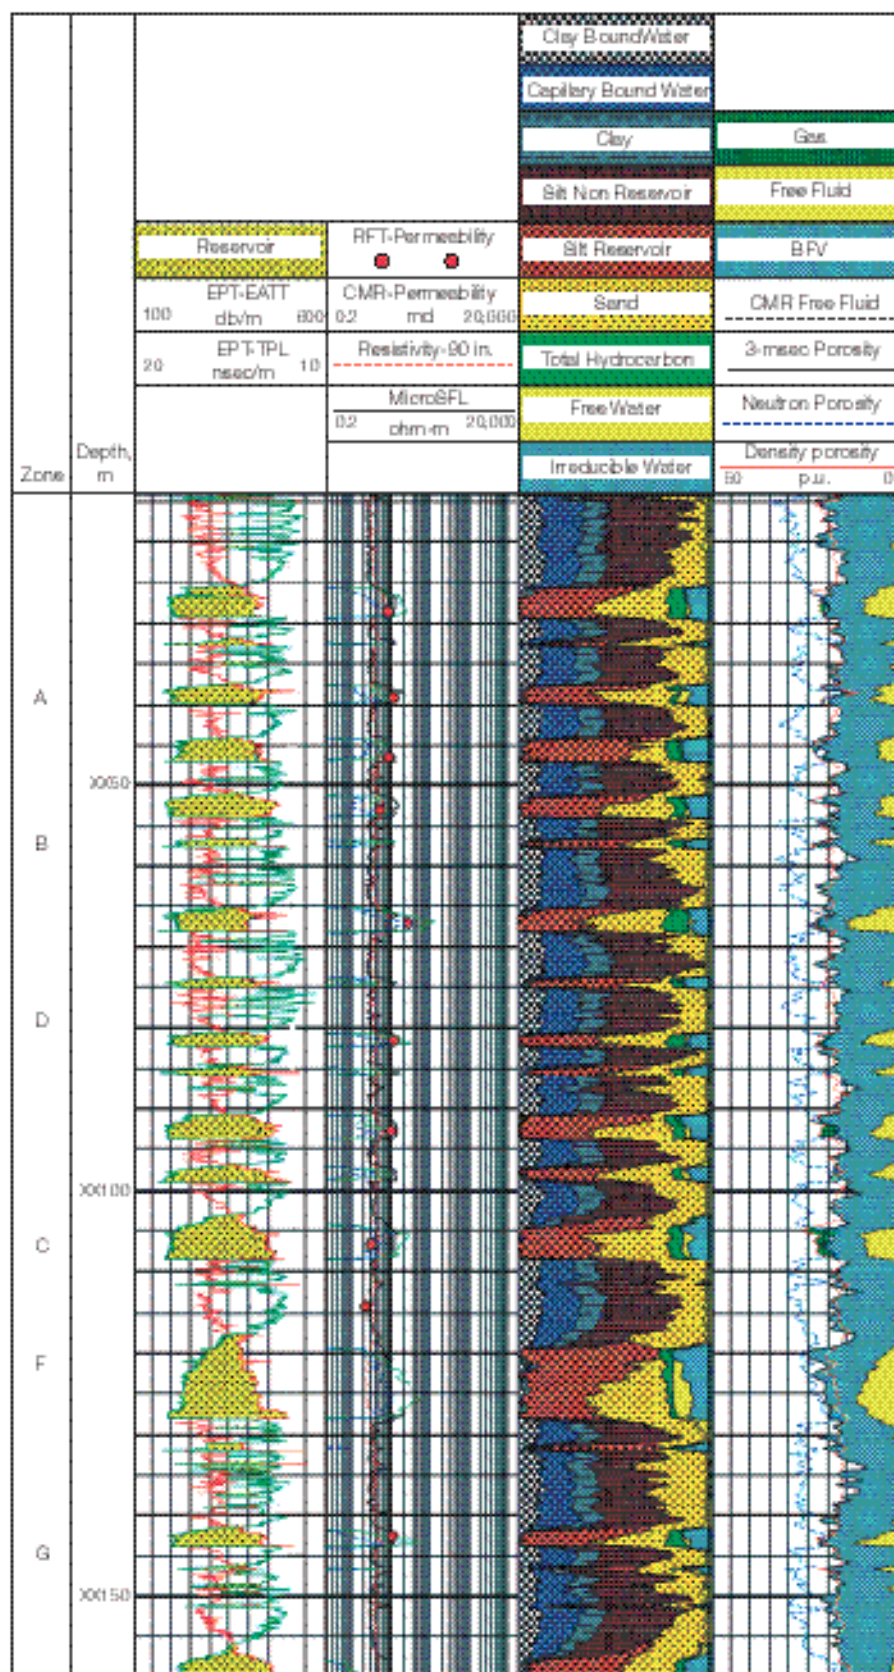 Clay Bound Water
Capillary Bound Water
Clay
Gas
Silt Non Reservoir
Free Fluid
Reservoir
RFT-Permeability
Silt Reservoir
BFV
EPT-EATT
100 db/m 600
CMR-Permeability
0.2 md 20,000
Sand
CMR Free Fluid
EPT-TPL
20 nsec/m 10
Resistivity-90 in.
Total Hydrocarbon
3-msec Porosity
MicroSFL
0.2 ohm-m 20,000
Free Water
Neutron Porosity
Zone
Depth,
m
Irreducible Water
Density porosity
50 p.u. 0
A
XX50
B
D
XX100
C
F
G
XX150